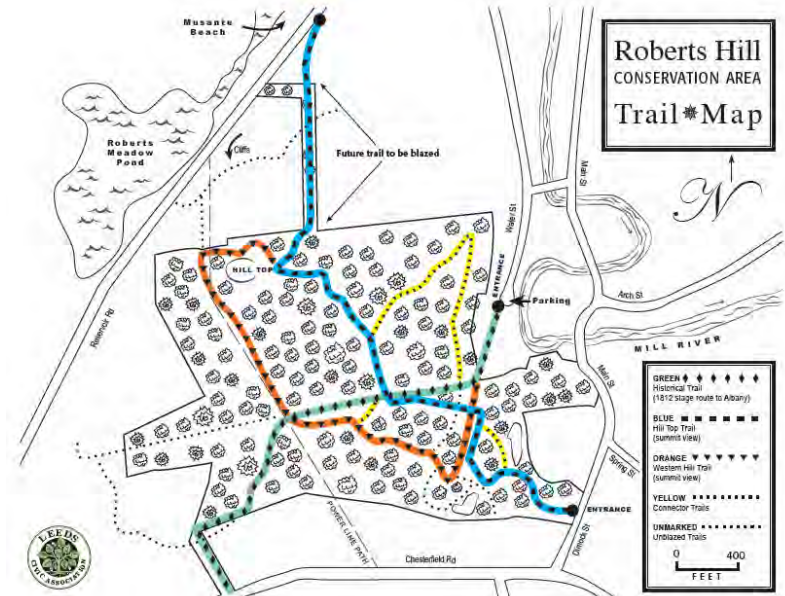 Musante
Beach
Roberts Hill
CONSERVATION AREA
Trail Map
N
Roberts
Meadow
Pond
Cliffs
Future trail to be blazed
Main St
Water St
HILL TOP
ENTRANCE
Parking
Arch St
Reservoir Rd
MILL RIVER
Main St
Spring St
GREEN
Historical Trail
(1812 stage route to Albany)
BLUE
Hill Top Trail
(summit view)
ORANGE
Western Hill Trail
(summit view)
YELLOW
Connector Trails
UNMARKED
Unblazed Trails
0 400
FEET
POWER LINE PATH
ENTRANCE
Dimock St
Chesterfield Rd
LEEDS
CIVIC ASSOCIATION